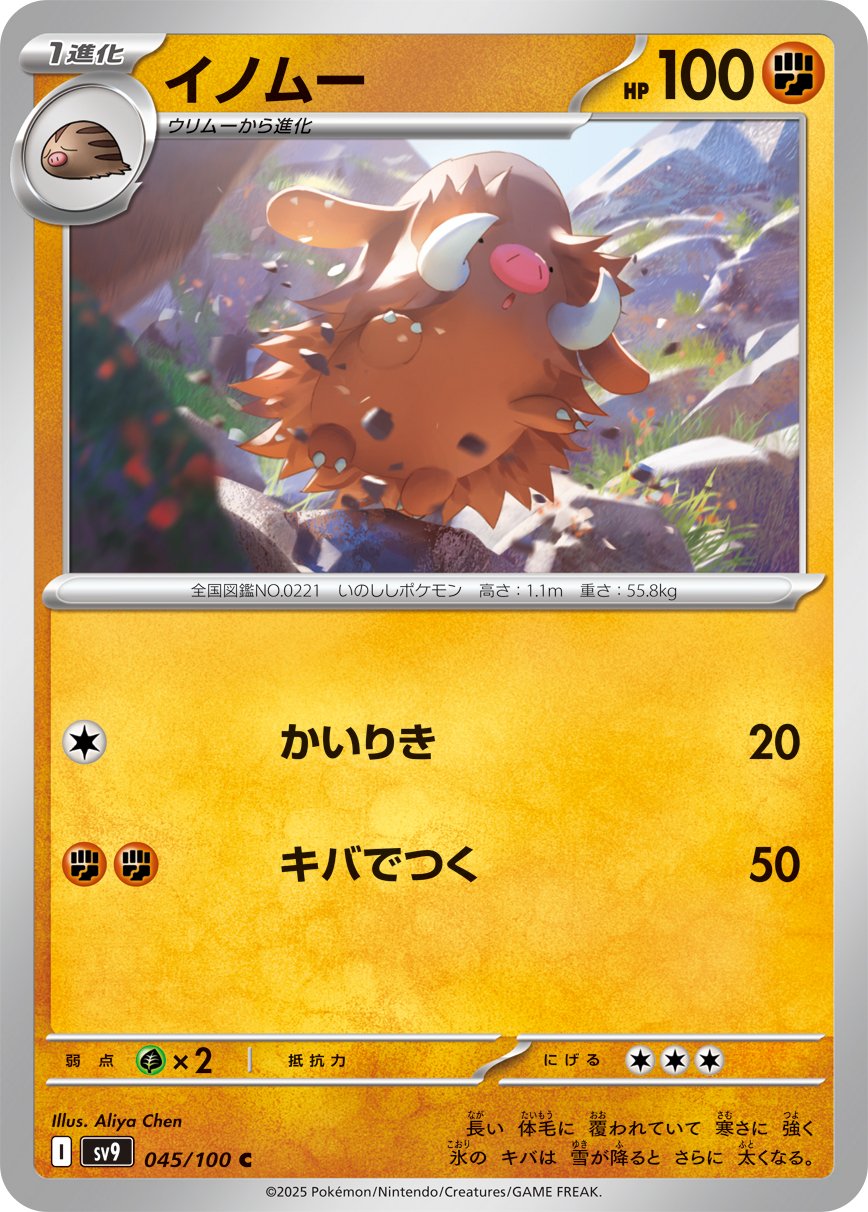 1進化
イノムー
HP 100
ウリムーから進化
全国図鑑NO.0221 いのししポケモン 高さ:1.1m 重さ:55.8kg
かいりき 20
キバでつく 50
弱点 ×2 抵抗力 にげる
Illus. Aliya Chen
長い 体毛に 覆われていて 寒さに 強く
氷の キバは 雪が降ると さらに 太くなる。
I sv9 045/100 C
©2025 Pokémon/Nintendo/Creatures/GAME FREAK.